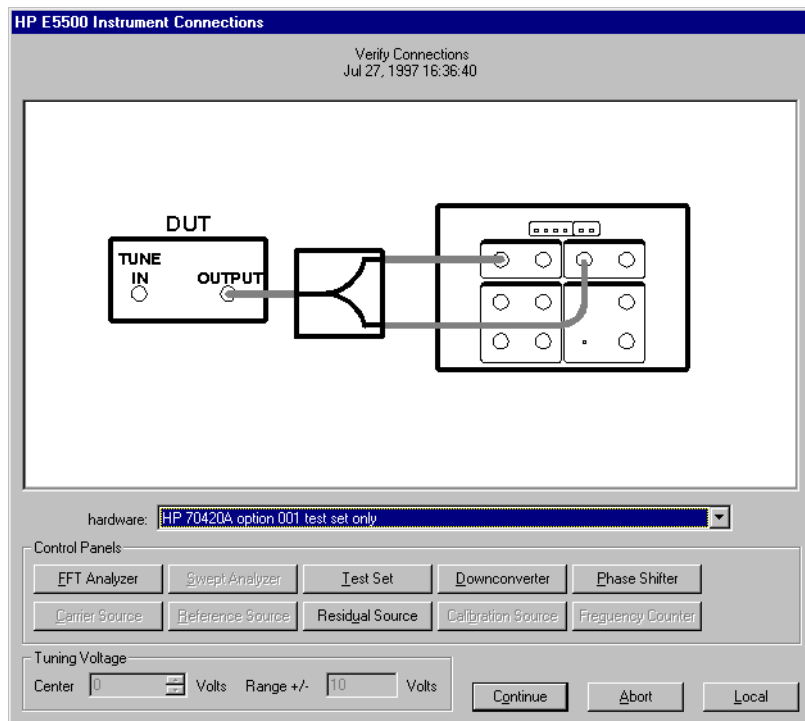 HP E5500 Instrument Connections
Verify Connections
Jul 27, 1997 16:36:40
DUT
TUNE
IN
OUTPUT
hardware: HP 70420A option 001 test set only
Control Panels
FFT Analyzer Swept Analyzer Test Set Downconverter Phase Shifter
Carrier Source Reference Source Residual Source Calibration Source Frequency Counter
Tuning Voltage
Center 0 Volts Range +/- 10 Volts
Continue Abort Local